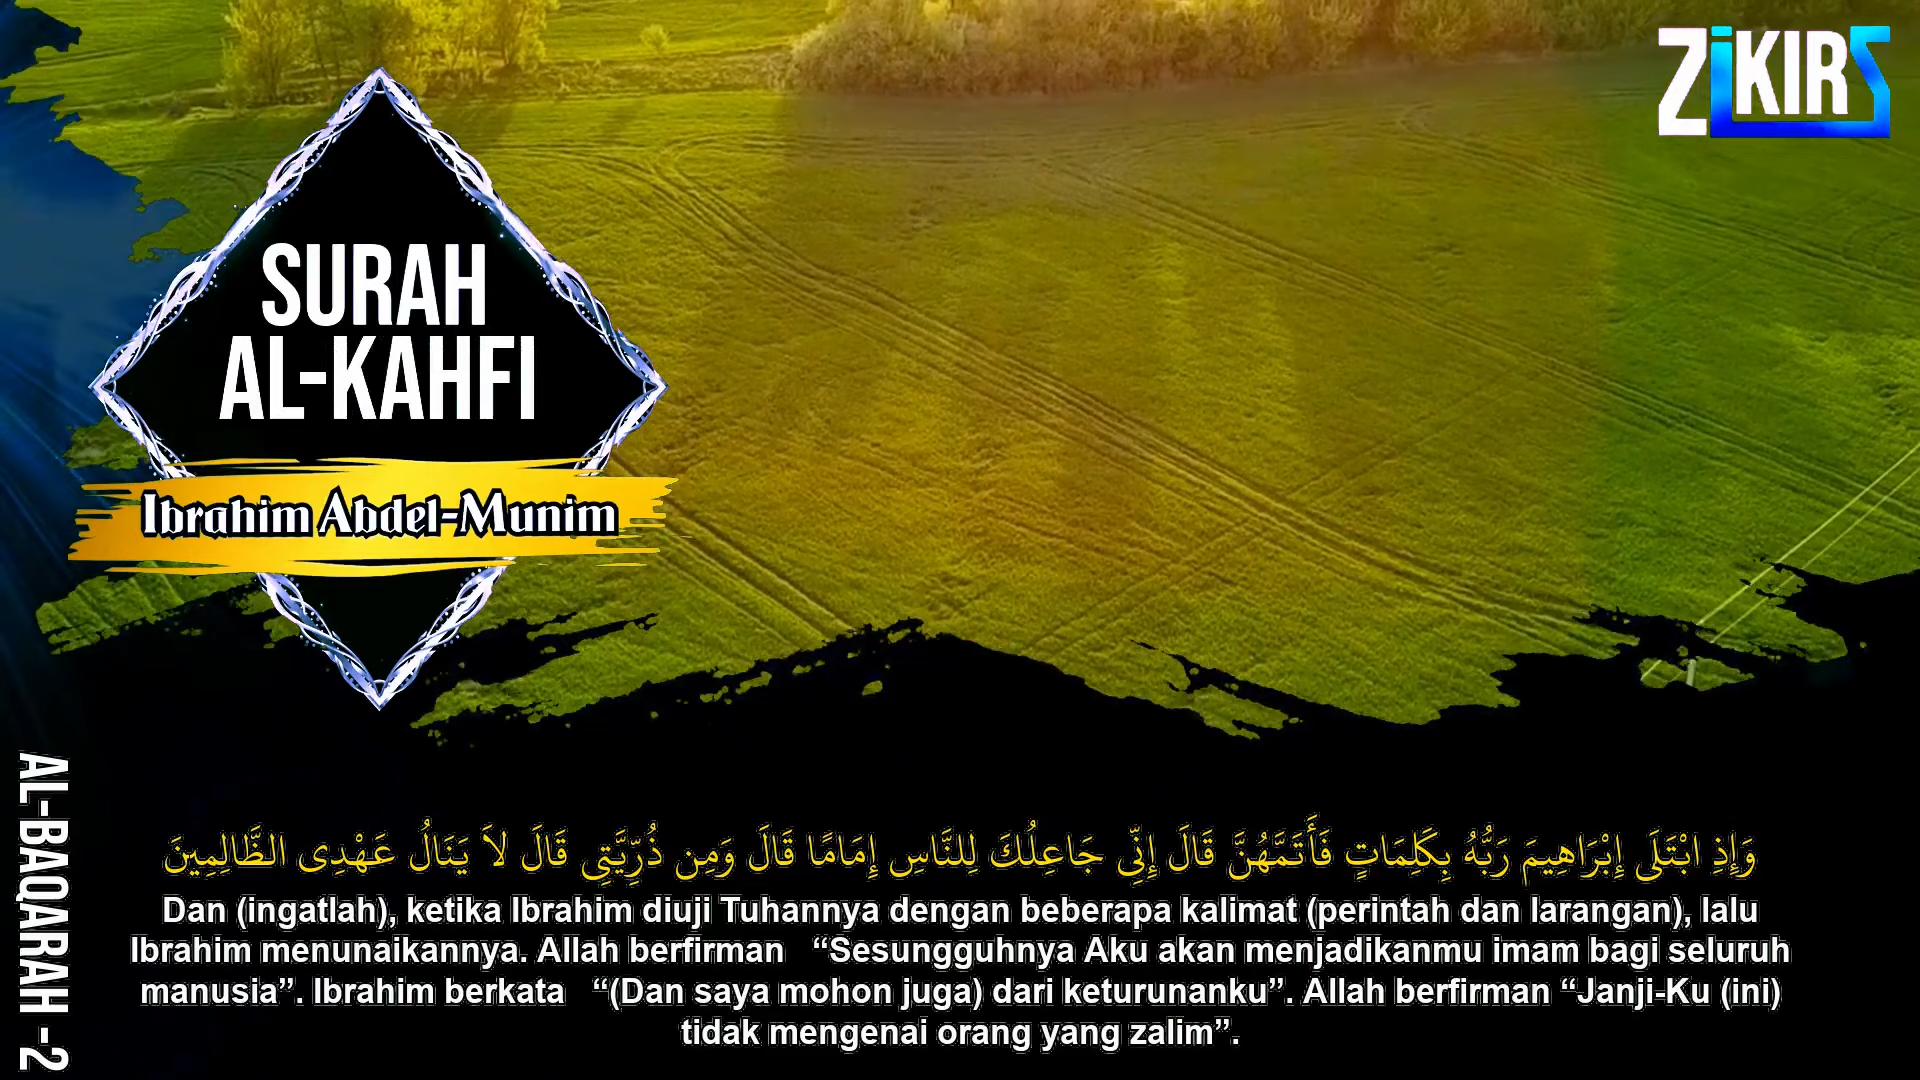 ZiKIRS
SURAH
AL-KAHFI
Ibrahim Abdel-Munim
AL-BAQARAH -2
وَإِذِ ابْتَلَى إِبْرَاهِيمَ رَبُّهُ بِكَلِمَاتٍ فَأَتَمَّهُنَّ قَالَ إِنِّي جَاعِلُكَ لِلنَّاسِ إِمَامًا قَالَ وَمِن ذُرِّيَّتِي قَالَ لاَ يَنَالُ عَهْدِي الظَّالِمِينَ
Dan (ingatlah), ketika Ibrahim diuji Tuhannya dengan beberapa kalimat (perintah dan larangan), lalu
Ibrahim menunaikannya. Allah berfirman “Sesungguhnya Aku akan menjadikanmu imam bagi seluruh
manusia”. Ibrahim berkata “(Dan saya mohon juga) dari keturunanku”. Allah berfirman “Janji-Ku (ini)
tidak mengenai orang yang zalim”.